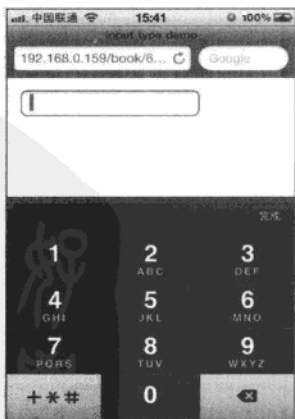 中国联通 15:41 100%
input type demo
192.168.0.159/book/6... Google
完成
1 2 3
ABC DEF
4 5 6
GHI JKL MNO
7 8 9
PQRS TUV WXYZ
+*# 0